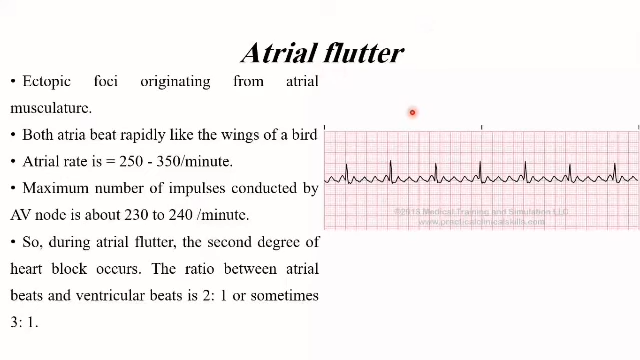 Atrial flutter
• Ectopic foci originating from atrial
musculature.
• Both atria beat rapidly like the wings of a bird
• Atrial rate is = 250 - 350/minute.
• Maximum number of impulses conducted by
AV node is about 230 to 240 /minute.
• So, during atrial flutter, the second degree of
heart block occurs. The ratio between atrial
beats and ventricular beats is 2: 1 or sometimes
3: 1.
©2013 Medical Training and Simulation LLC
www.practicalclinicalskills.com